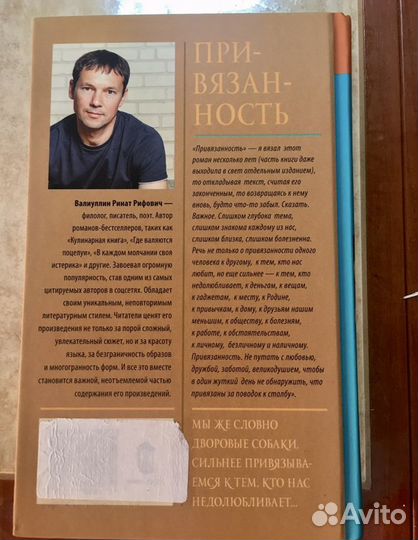 Валиуллин Ринат Рифович —
филолог, писатель, поэт. Автор
романов-бестселлеров, таких как
«Кулинарная книга», «Где валяются
поцелуи», «В каждом молчании своя
истерика» и другие. Завоевал огромную
популярность, став одним из самых
цитируемых авторов в соцсетях. Обладает
своим уникальным, неповторимым
литературным стилем. Читатели ценят его
произведения не только за порой сложный,
увлекательный сюжет, но и за красоту
языка, за безграничность образов
и многогранность форм. И все это вместе
становится важной, неотъемлемой частью
содержания его произведений.
ПРИ-
ВЯЗАН-
НОСТЬ
«Привязанность» — я вязал этот
роман несколько лет (часть книги даже
выходила в свет отдельным изданием),
то откладывая текст, считая его
законченным, то возвращаясь к нему
вновь, будто что-то забыл. Сказать.
Важное. Слишком глубока тема,
слишком знакома каждому из нас,
слишком близка, слишком болезненна.
Речь не только о привязанности одного
человека к другому, к тем, кто нас
любит, но еще сильнее — к тем, кто
недолюбливает, к деньгам, к вещам,
к гаджетам, к месту, к Родине,
к привычкам, к дому, к друзьям нашим
меньшим, к обществу, к болезням,
к работе, к обстоятельствам,
к личному, безличному и наличному.
Привязанность. Не путать с любовью,
дружбой, заботой, великодушием, чтобы
в один жуткий день не обнаружить, что
привязаны за поводок к столбу».
МЫ ЖЕ СЛОВНО
ДВОРОВЫЕ СОБАКИ,
СИЛЬНЕЕ ПРИВЯЗЫВА-
ЕМСЯ К ТЕМ, КТО НАС
НЕДОЛЮБЛИВАЕТ...
Avito